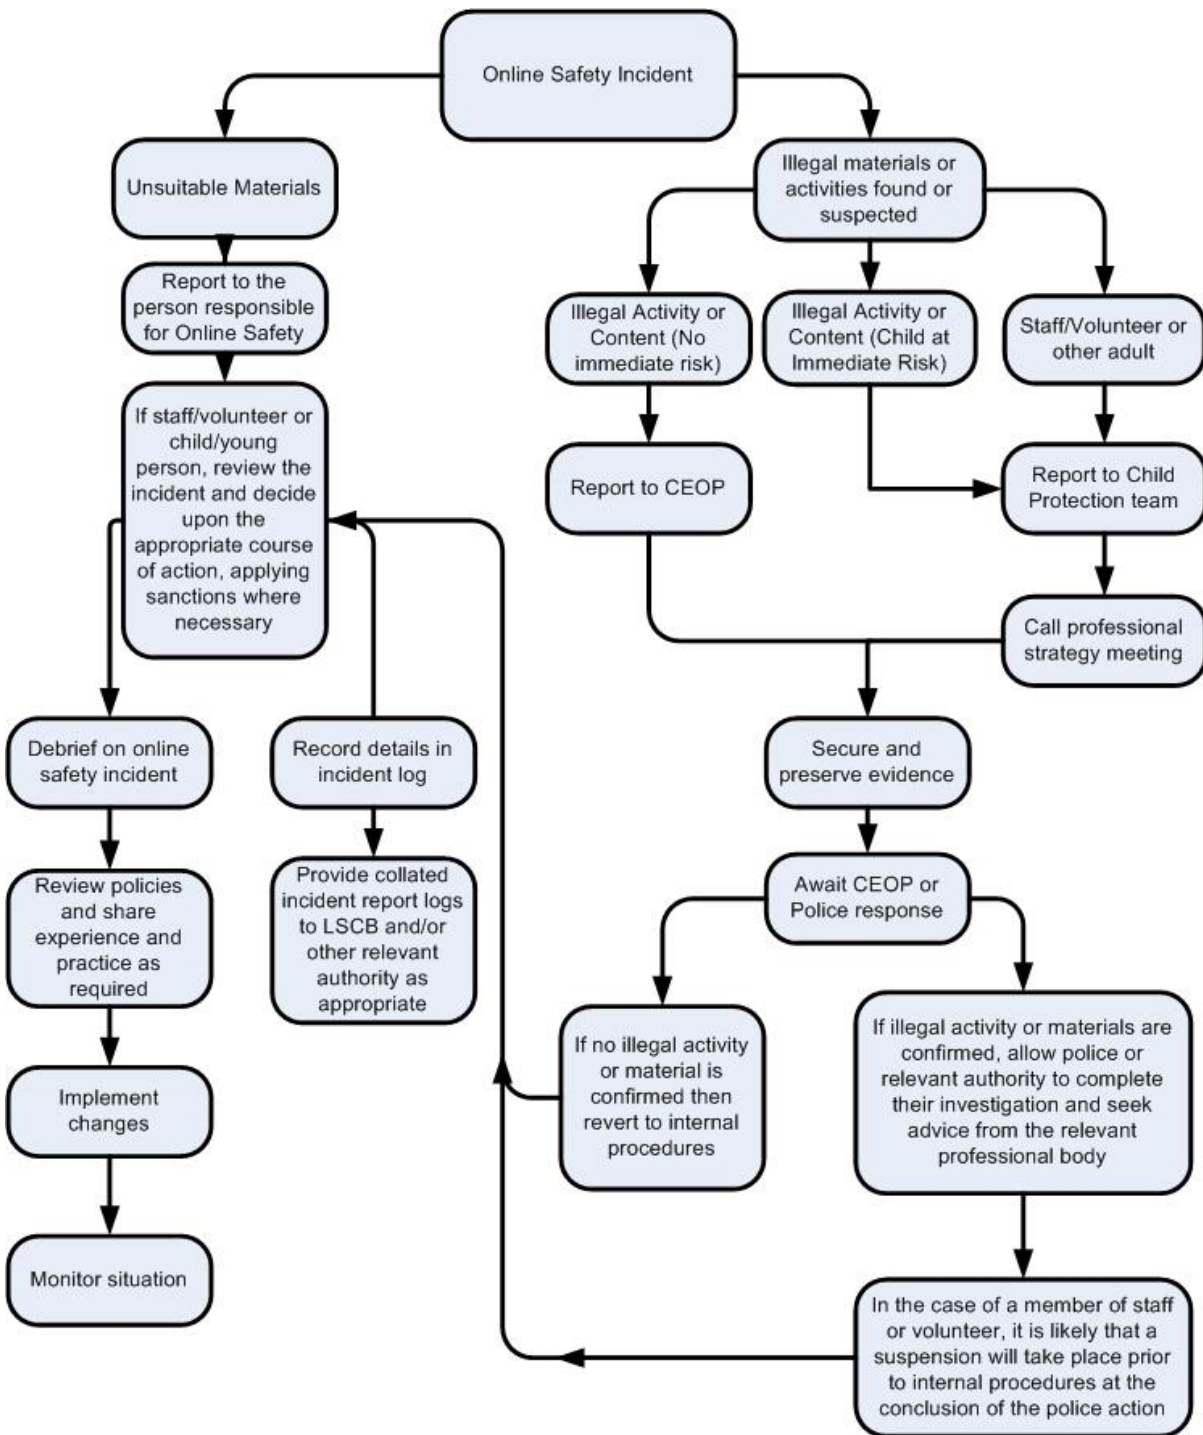 Online Safety Incident
Unsuitable Materials
Illegal materials or
activities found or
suspected
Report to the
person responsible
for Online Safety
Illegal Activity or
Content (No
immediate risk)
Illegal Activity or
Content (Child at
Immediate Risk)
Staff/Volunteer or
other adult
If staff/volunteer or
child/young
person, review the
incident and decide
upon the
appropriate course
of action, applying
sanctions where
necessary
Report to CEOP
Report to Child
Protection team
Call professional
strategy meeting
Debrief on online
safety incident
Record details in
incident log
Secure and
preserve evidence
Review policies
and share
experience and
practice as
required
Provide collated
incident report logs
to LSCB and/or
other relevant
authority as
appropriate
Await CEOP or
Police response
If no illegal activity
or material is
confirmed then
revert to internal
procedures
If illegal activity or materials are
confirmed, allow police or
relevant authority to complete
their investigation and seek
advice from the relevant
professional body
Implement
changes
Monitor situation
In the case of a member of staff
or volunteer, it is likely that a
suspension will take place prior
to internal procedures at the
conclusion of the police action